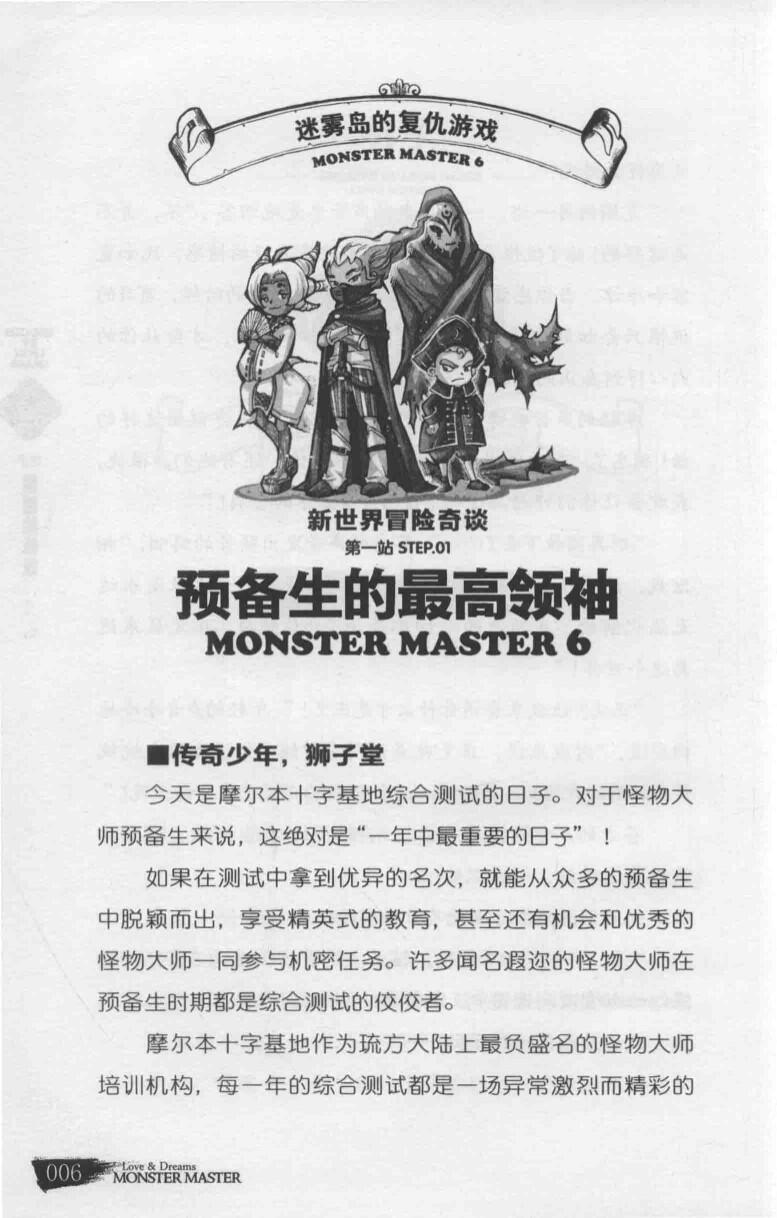 迷雾岛的复仇游戏
MONSTER MASTER 6
新世界冒险奇谈
第一站 STEP.01
预备生的最高领袖
MONSTER MASTER 6
■传奇少年，狮子堂
今天是摩尔本十字基地综合测试的日子。对于怪物大
师预备生来说，这绝对是“一年中最重要的日子”！
如果在测试中拿到优异的名次，就能从众多的预备生
中脱颖而出，享受精英式的教育，甚至还有机会和优秀的
怪物大师一同参与机密任务。许多闻名遐迩的怪物大师在
预备生时期都是综合测试的佼佼者。
摩尔本十字基地作为琉方大陆上最负盛名的怪物大师
培训机构，每一年的综合测试都是一场异常激烈而精彩的
006
Love & Dreams
MONSTER MASTER